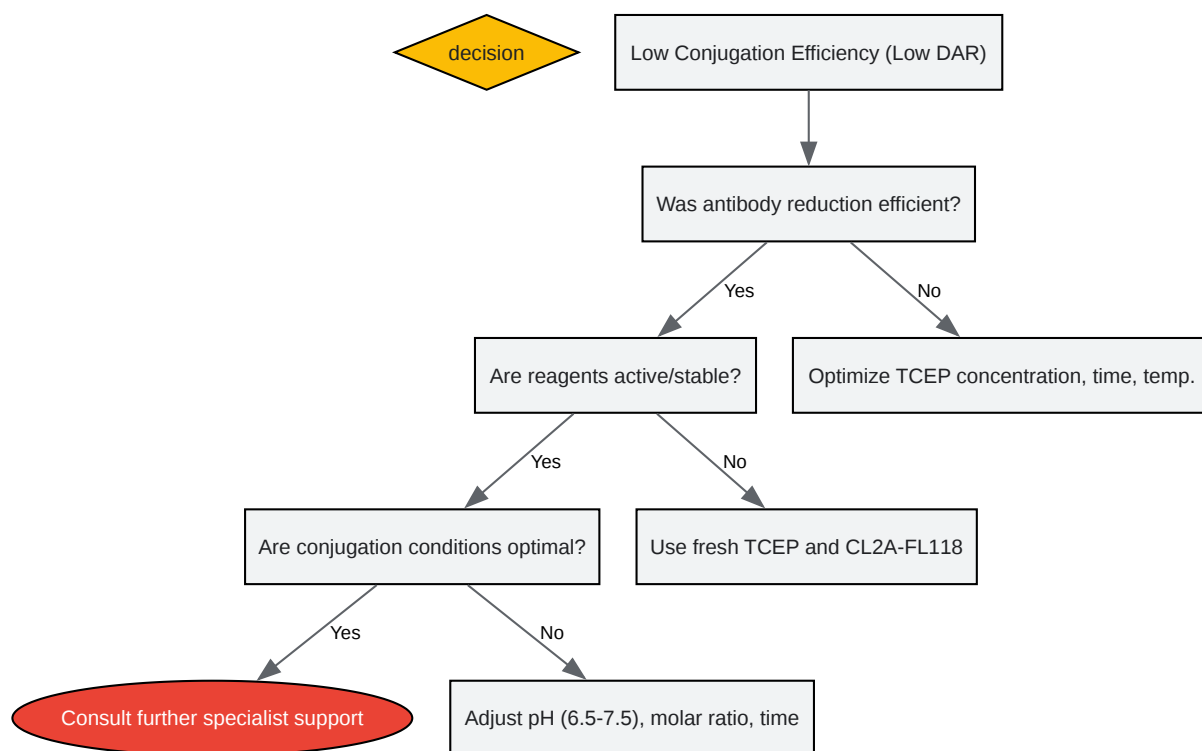 decision
Low Conjugation Efficiency (Low DAR)
Was antibody reduction efficient?
Yes
No
Are reagents active/stable?
Optimize TCEP concentration, time, temp.
Yes
No
Are conjugation conditions optimal?
Use fresh TCEP and CL2A-FL118
Yes
No
Consult further specialist support
Adjust pH (6.5-7.5), molar ratio, time